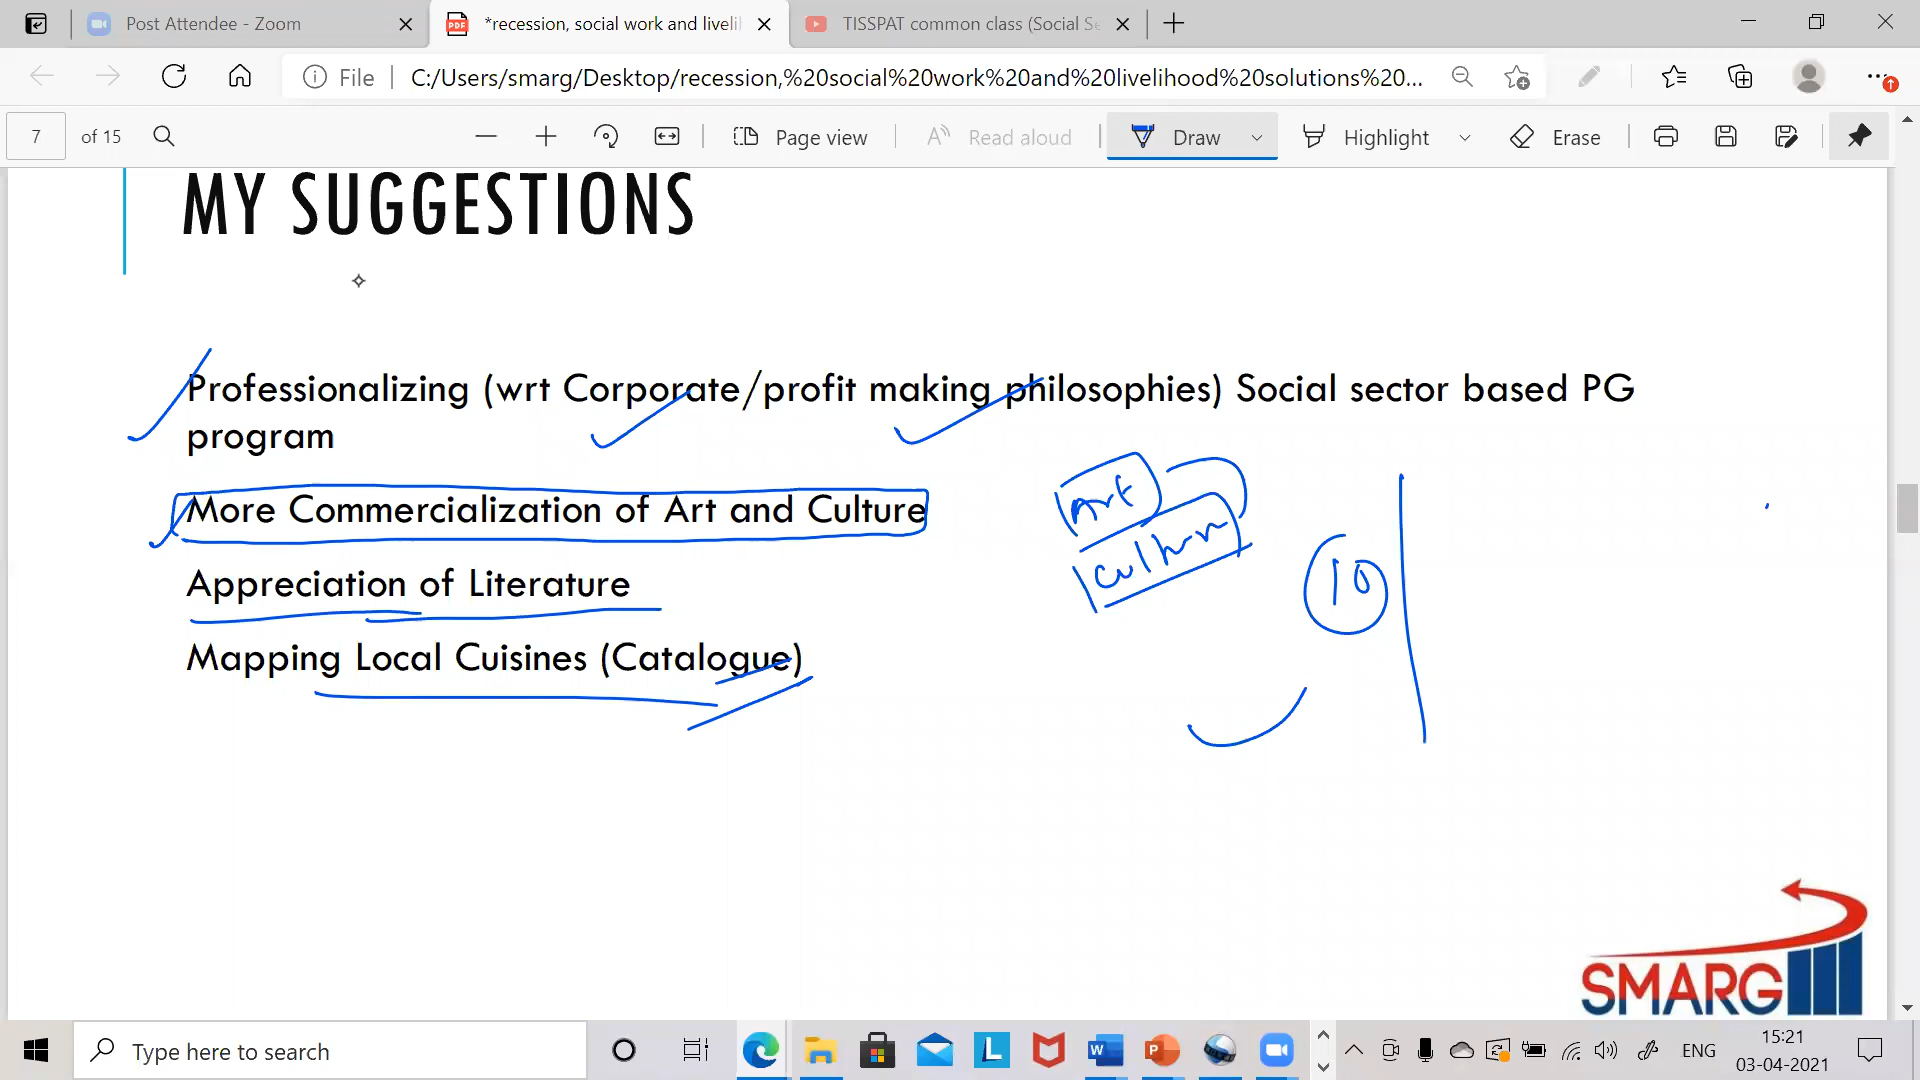 Post Attendee - Zoom
*recession, social work and liveli
TISSPAT common class (Social Se
File
C:/Users/smarg/Desktop/recession,%20social%20work%20and%20livelihood%20solutions%20...
7 of 15
Page view
Read aloud
Draw
Highlight
Erase
MY SUGGESTIONS
Professionalizing (wrt Corporate/profit making philosophies) Social sector based PG
program
More Commercialization of Art and Culture
Art
Culture
10
Appreciation of Literature
Mapping Local Cuisines (Catalogue)
SMARG
Type here to search
ENG
15:21
03-04-2021